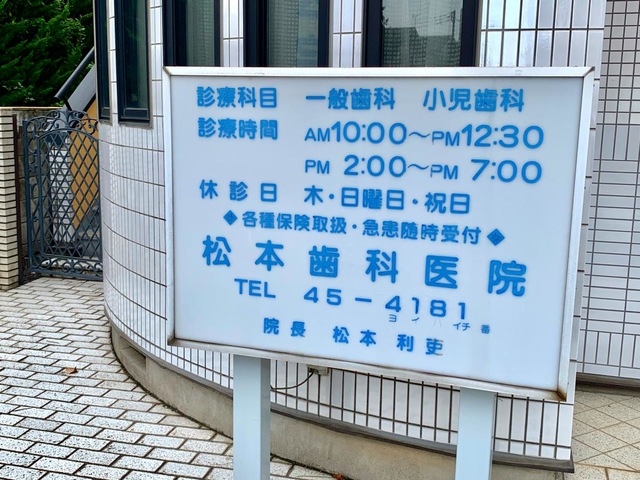 診療科目 一般歯科 小児歯科
診療時間 AM10:00〜PM12:30
PM 2:00〜PM 7:00
休診日 木・日曜日・祝日
◆各種保険取扱・急患随時受付◆
松本歯科医院
TEL 45-4181
ヨイハイチ番
院長 松本利吏